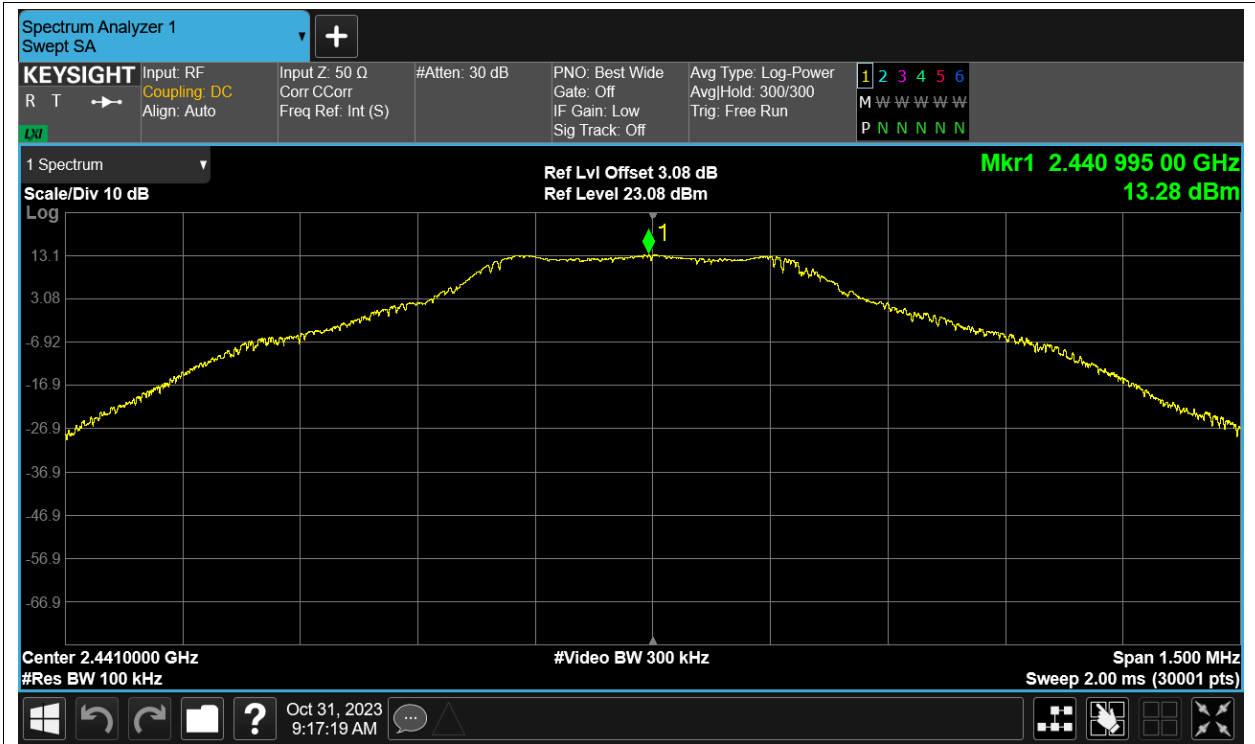 Spectrum Analyzer 1
Swept SA
+
KEYSIGHT
R T
LXI
Input: RF
Coupling: DC
Align: Auto
Input Z: 50 Ω
Corr CCorr
Freq Ref: Int (S)
#Atten: 30 dB
PNO: Best Wide
Gate: Off
IF Gain: Low
Sig Track: Off
Avg Type: Log-Power
Avg|Hold: 300/300
Trig: Free Run
1 2 3 4 5 6
M W W W W W
P N N N N N
1 Spectrum
Scale/Div 10 dB
Log
Ref Lvl Offset 3.08 dB
Ref Level 23.08 dBm
Mkr1 2.440 995 00 GHz
13.28 dBm
1
13.1
3.08
-6.92
-16.9
-26.9
-36.9
-46.9
-56.9
-66.9
Center 2.4410000 GHz
#Res BW 100 kHz
#Video BW 300 kHz
Span 1.500 MHz
Sweep 2.00 ms (30001 pts)
?
Oct 31, 2023
9:17:19 AM